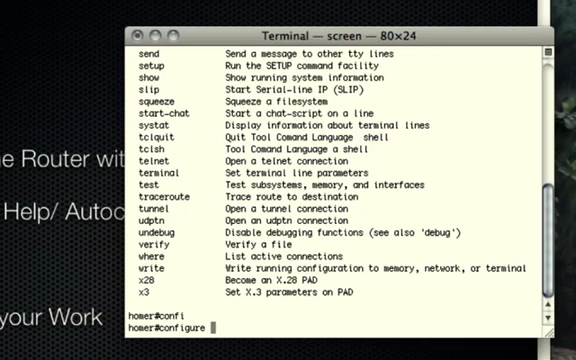 Terminal — screen — 80×24
send Send a message to other tty lines
setup Run the SETUP command facility
show Show running system information
slip Start Serial-line IP (SLIP)
squeeze Squeeze a filesystem
start-chat Start a chat-script on a line
systat Display information about terminal lines
tclquit Quit Tool Comand Language shell
tclsh Tool Comand Language a shell
telnet Open a telnet connection
terminal Set terminal line parameters
test Test subsystems, memory, and interfaces
traceroute Trace route to destination
tunnel Open a tunnel connection
udptn Open an udptn connection
undebug Disable debugging functions (see also 'debug')
verify Verify a file
where List active connections
write Write running configuration to memory, network, or terminal
x28 Become an X.28 PAD
x3 Set X.3 parameters on PAD
homer#confi
homer#configure
Router
Help/
your Work